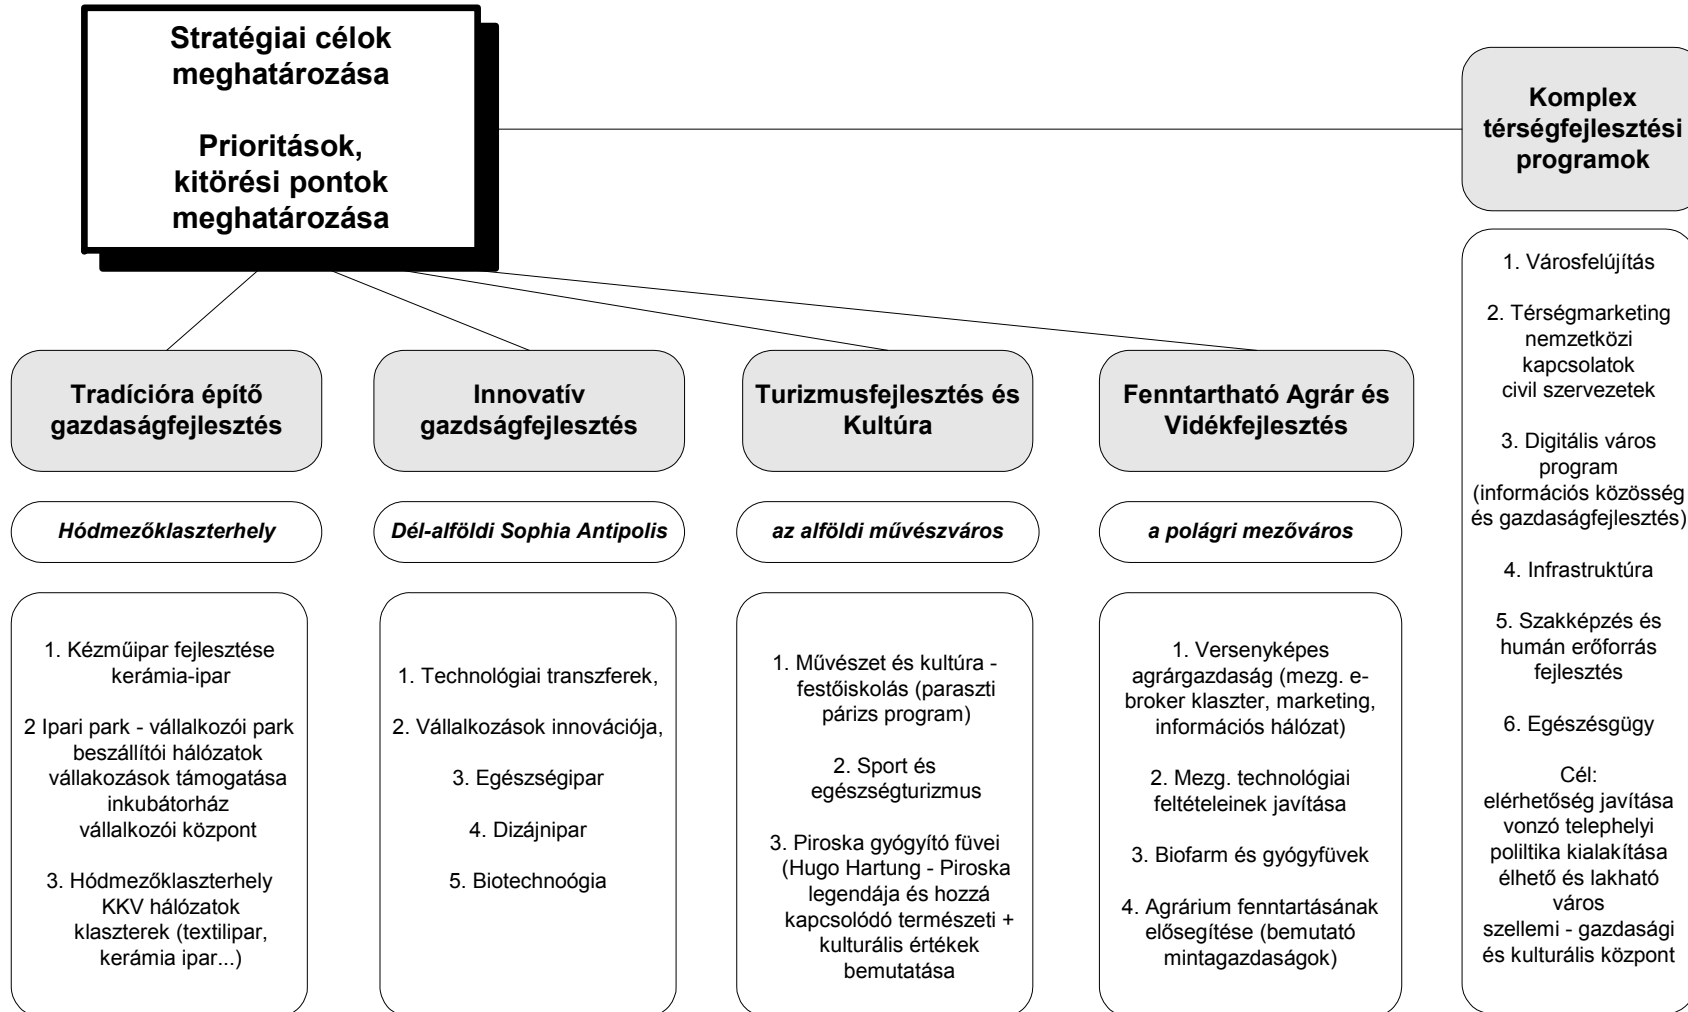 Stratégiai célok
meghatározása
Prioritások,
kitörési pontok
meghatározása
Komplex
térségfejlesztési
programok
Tradícióra építő
gazdaságfejlesztés
Hódmezőklaszterhely
1. Kézműipar fejlesztése
kerámia-ipar
2 Ipari park - vállalkozói park
beszállítói hálózatok
vállakozások támogatása
inkubátorház
vállalkozói központ
3. Hódmezőklaszterhely
KKV hálózatok
klaszterek (textilipar,
kerámia ipar...)
Innovatív
gazdságfejlesztés
Dél-alföldi Sophia Antipolis
1. Technológiai transzferek,
2. Vállalkozások innovációja,
3. Egészségipar
4. Dizájnipar
5. Biotechnoógia
Turizmusfejlesztés és
Kultúra
az alföldi művészváros
1. Művészet és kultúra -
festőiskolás (paraszti
párizs program)
2. Sport és
egészségturizmus
3. Piroska gyógyító füvei
(Hugo Hartung - Piroska
legendája és hozzá
kapcsolódó természeti +
kulturális értékek
bemutatása
Fenntartható Agrár és
Vidékfejlesztés
a polágri mezőváros
1. Versenyképes
agrárgazdaság (mezg. e-
broker klaszter, marketing,
információs hálózat)
2. Mezg. technológiai
feltételeinek javítása
3. Biofarm és gyógyfüvek
4. Agrárium fenntartásának
elősegítése (bemutató
mintagazdaságok)
1. Városfelújítás
2. Térségmarketing
nemzetközi
kapcsolatok
civil szervezetek
3. Digitális város
program
(információs közösség
és gazdaságfejlesztés)
4. Infrastruktúra
5. Szakképzés és
humán erőforrás
fejlesztés
6. Egészésgügy
Cél:
elérhetőség javítása
vonzó telephelyi
poliltika kialakítása
élhető és lakható
város
szellemi - gazdasági
és kulturális központ